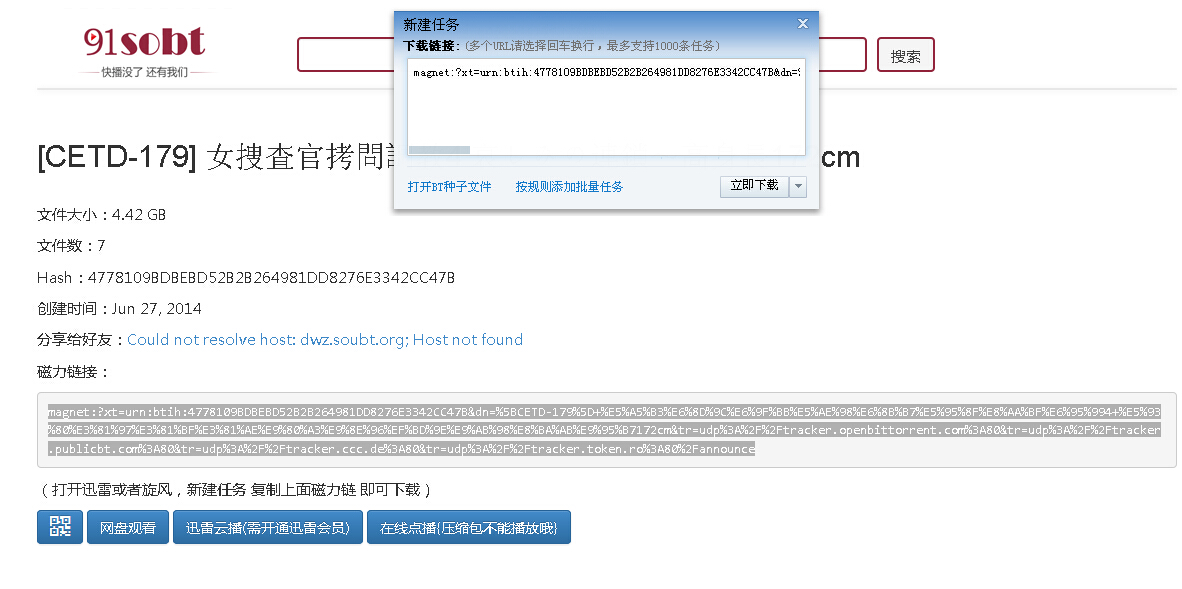 91sobt
快播没了 还有我们
搜索
新建任务
下载链接:(多个URL请选择回车换行，最多支持1000条任务)
magnet:?xt=urn:btih:4778109BDBEBD52B2B264981DD8276E3342CC47B&dn=
打开BT种子文件 按规则添加批量任务 立即下载
[CETD-179] 女搜査官拷問 cm
文件大小：4.42 GB
文件数：7
Hash：4778109BDBEBD52B2B264981DD8276E3342CC47B
创建时间：Jun 27, 2014
分享给好友：Could not resolve host: dwz.soubt.org; Host not found
磁力链接：
magnet:?xt=urn:btih:4778109BDBEBD52B2B264981DD8276E3342CC47B&dn=%5BCETD-179%5D+%E5%A5%B3%E6%8D%9C%E6%9F%BB%E5%AE%98%E6%8B%B7%E5%95%8F%E8%AA%BF%E6%95%994+%E5%93
%80%E3%81%97%E3%81%BF%E3%81%AE%E9%80%A3%E9%8E%96%EF%BD%9E%E9%AB%98%E8%BA%AB%E9%95%B7172cm&tr=udp%3A%2F%2Ftracker.openbittorrent.com%3A80&tr=udp%3A%2F%2Ftracker
.publicbt.com%3A80&tr=udp%3A%2F%2Ftracker.ccc.de%3A80&tr=udp%3A%2F%2Ftracker.token.ro%3A80%2Fannounce
（打开迅雷或者旋风，新建任务 复制上面磁力链 即可下载）
网盘观看 迅雷云播(需开通迅雷会员) 在线点播{压缩包不能播放哦}